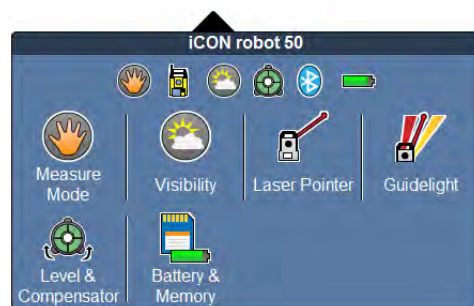 iCON robot 50
Measure
Mode
Visibility
Laser Pointer
Guidelight
Level &
Compensator
Battery &
Memory